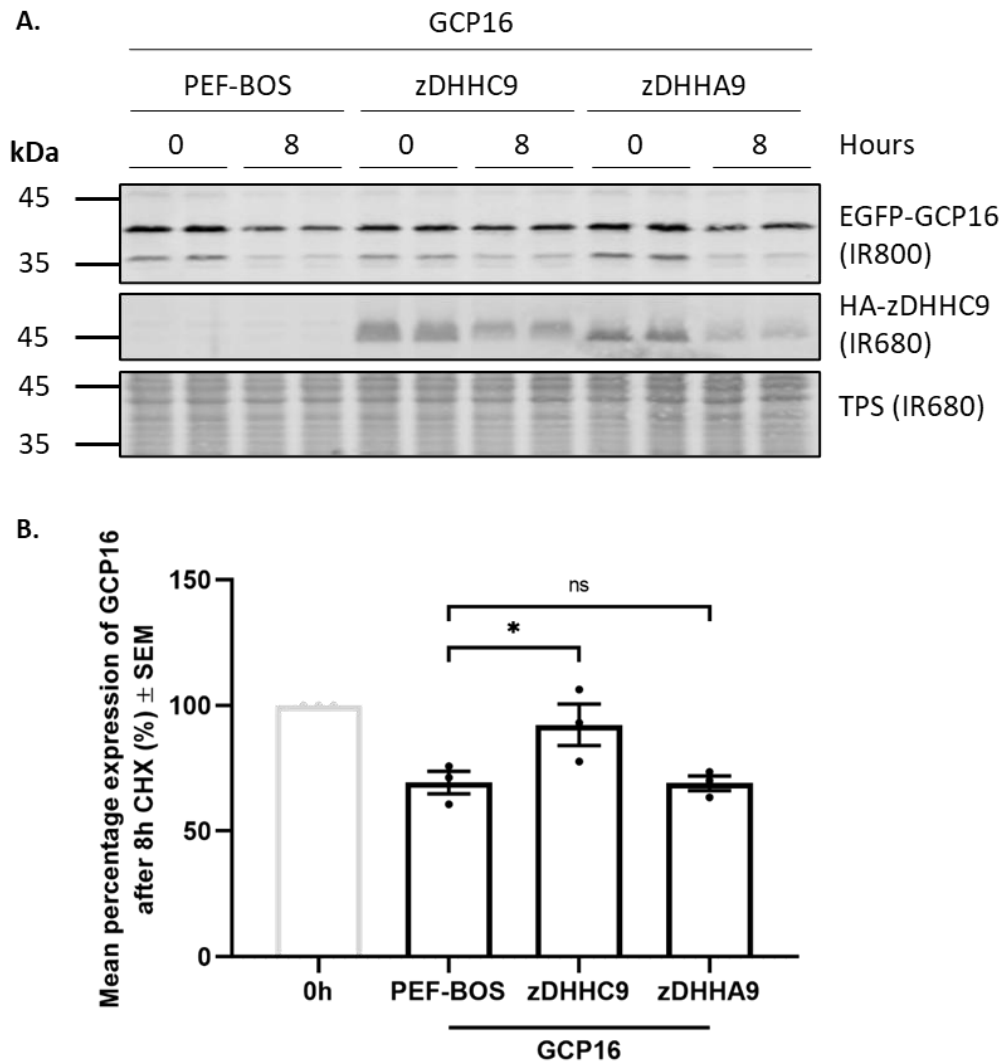 A.
GCP16
PEF-BOS zDHHC9 zDHHA9
kDa 0 8 0 8 0 8 Hours
45
35
EGFP-GCP16
(IR800)
45
HA-zDHHC9
(IR680)
45
35
TPS (IR680)
B.
Mean percentage expression of GCP16
after 8h CHX (%) ± SEM
150
100
50
0
ns
*
0h PEF-BOS zDHHC9 zDHHA9
GCP16